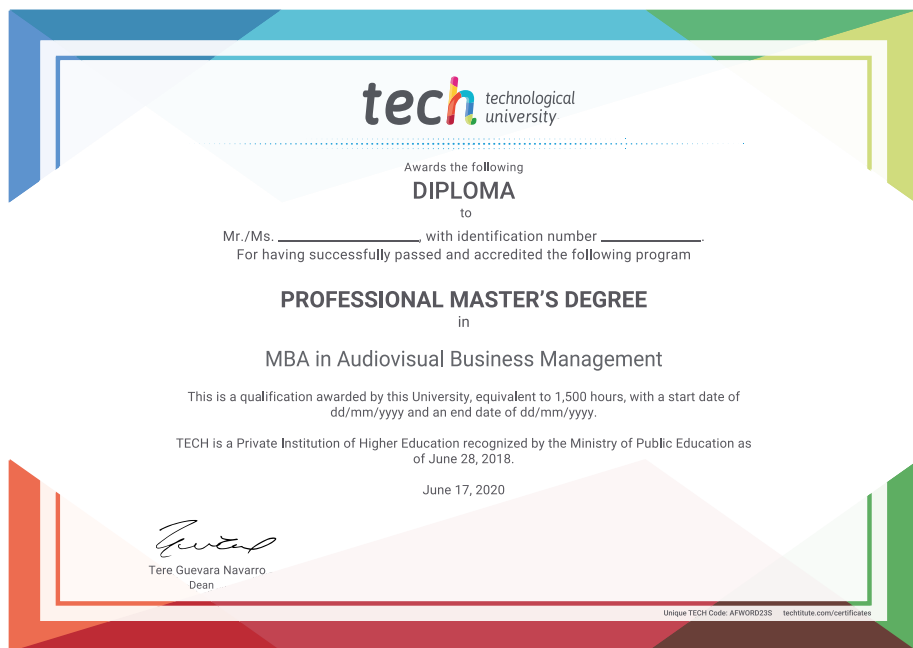 tech technological
university
Awards the following
DIPLOMA
to
Mr./Ms. ____________________, with identification number ______________.
For having successfully passed and accredited the following program
PROFESSIONAL MASTER'S DEGREE
in
MBA in Audiovisual Business Management
This is a qualification awarded by this University, equivalent to 1,500 hours, with a start date of
dd/mm/yyyy and an end date of dd/mm/yyyy.
TECH is a Private Institution of Higher Education recognized by the Ministry of Public Education as
of June 28, 2018.
June 17, 2020
Tere Guevara Navarro
Dean
Unique TECH Code: AFWORD23S techtitute.com/certificates